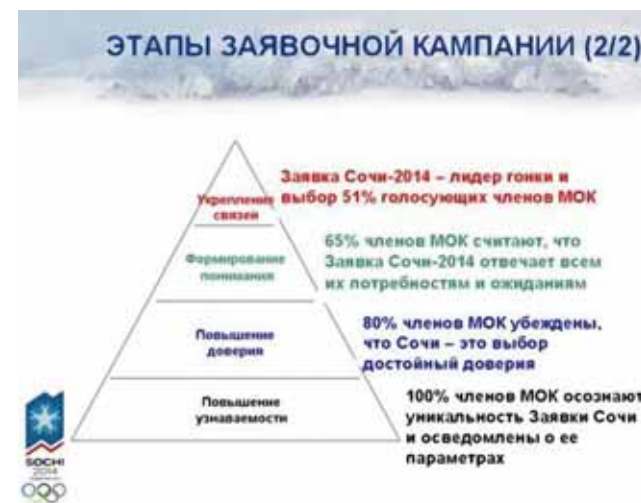 ЭТАПЫ ЗАЯВОЧНОЙ КАМПАНИИ (2/2)
Заявка Сочи-2014 – лидер гонки и
выбор 51% голосующих членов МОК
Укрепление
связей
65% членов МОК считают, что
Заявка Сочи-2014 отвечает всем
их потребностям и ожиданиям
Формирование
понимания
80% членов МОК убеждены,
что Сочи – это выбор
достойный доверия
Повышение
доверия
100% членов МОК осознают
уникальность Заявки Сочи
и осведомлены о ее
параметрах
Повышение
узнаваемости
SOCHI
2014